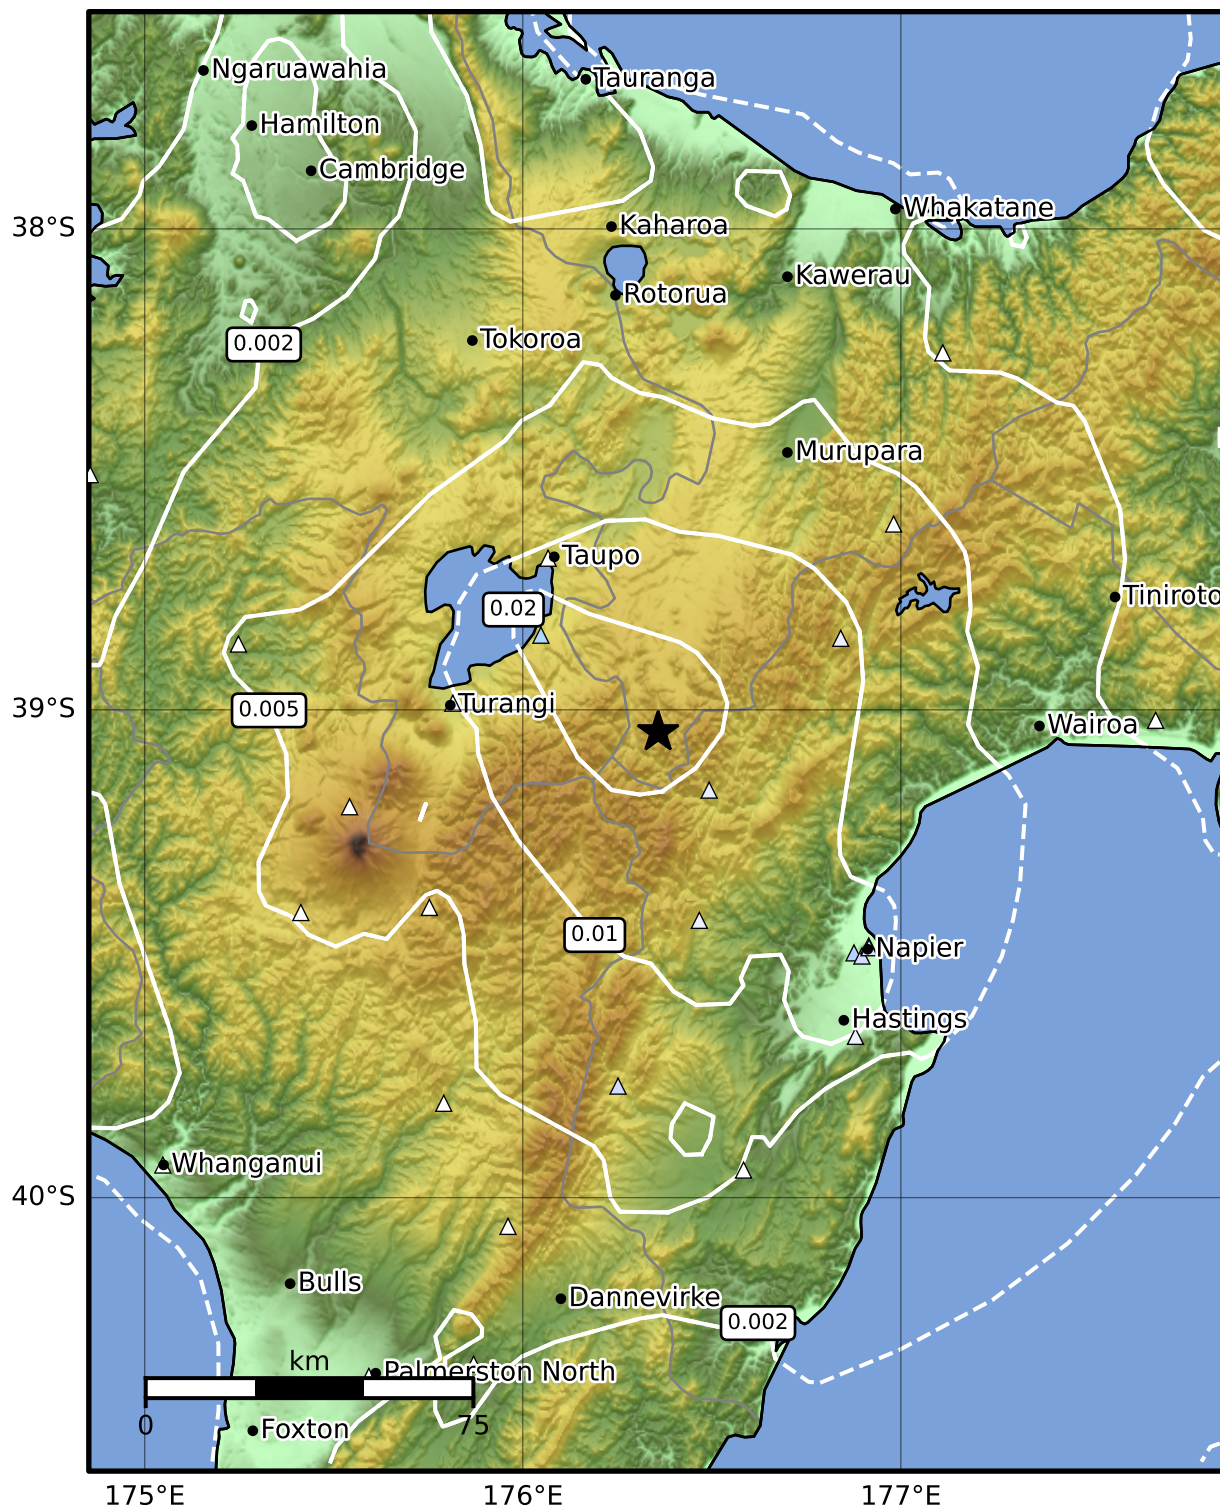 Ngaruawahia
Tauranga
Hamilton
Cambridge
Whakatane
38°S
Kaharoa
Kawerau
Rotorua
0.002
Tokoroa
Murupara
Taupo
0.02
Tiniroto
39°S
0.005
Turangi
Wairoa
0.01
Napier
Hastings
Whanganui
40°S
Bulls
Dannevirke
0.002
km
Palmerston North
0
75
Foxton
175°E
176°E
177°E